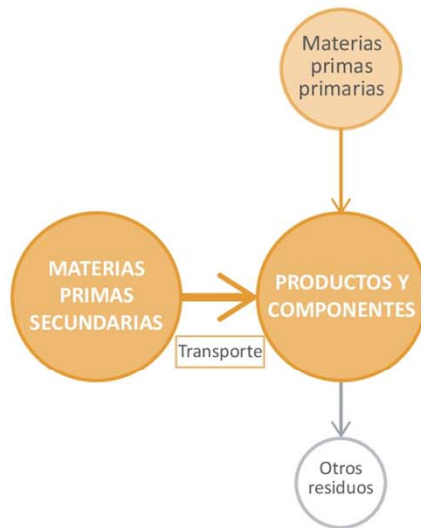 Materias
primas
primarias
MATERIAS
PRIMAS
SECUNDARIAS
Transporte
PRODUCTOS Y
COMPONENTES
Otros
residuos